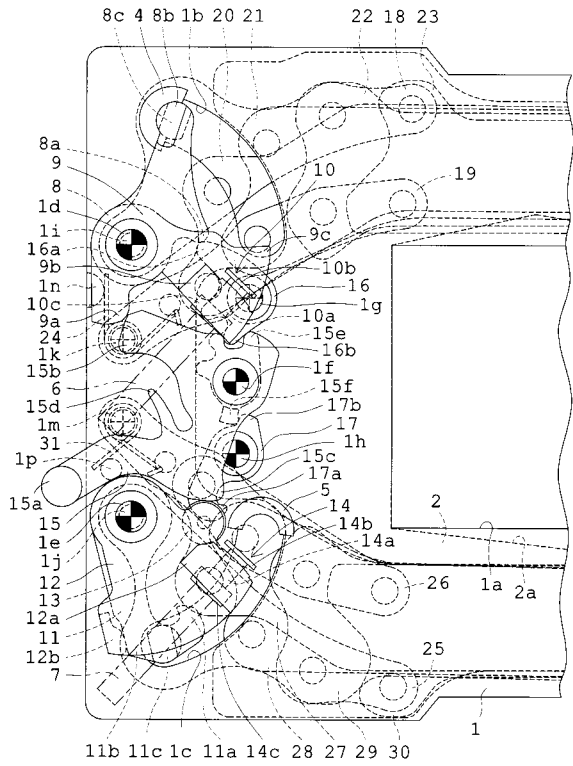 8c 4 8b 1b 20 21 22 18 23
8a
9
8
1d
1i
16a
9b
1n
10c
9a
24
1k
15b
6
15d
1m
31
1p
15a
15
1e
1j
12
13
12a
11
12b
7
10
19
9c
10b
16
1g
10a
15e
16b
1f
15f
17b
17
1h
15c
17a
5
14
14b
14a
2
1a 2a
26
25
1
11b 11c 1c 11a 14c 28 27 29 30